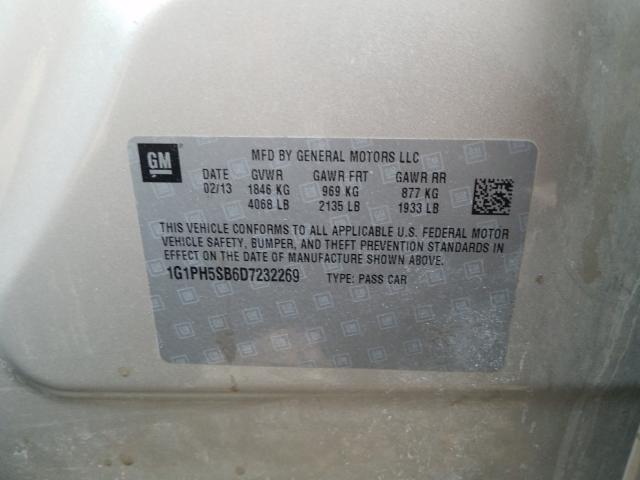 GM
MFD BY GENERAL MOTORS LLC
DATE GVWR GAWR FRT GAWR RR
02/13 1846 KG 969 KG 877 KG
4068 LB 2135 LB 1933 LB
THIS VEHICLE CONFORMS TO ALL APPLICABLE U.S. FEDERAL MOTOR
VEHICLE SAFETY, BUMPER, AND THEFT PREVENTION STANDARDS IN
EFFECT ON THE DATE OF MANUFACTURE SHOWN ABOVE.
1G1PH5SB6D7232269 TYPE: PASS CAR